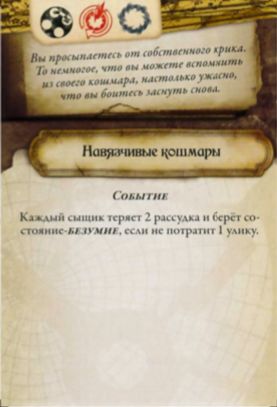 Вы просыпаетесь от собственного крика.
То немногое, что вы можете вспомнить
из своего кошмара, настолько ужасно,
что вы боитесь заснуть снова.
Навязчивые кошмары
Событие
Каждый сыщик теряет 2 рассудка и берёт со-
стояние-БЕЗУМИЕ, если не потратит 1 улику.